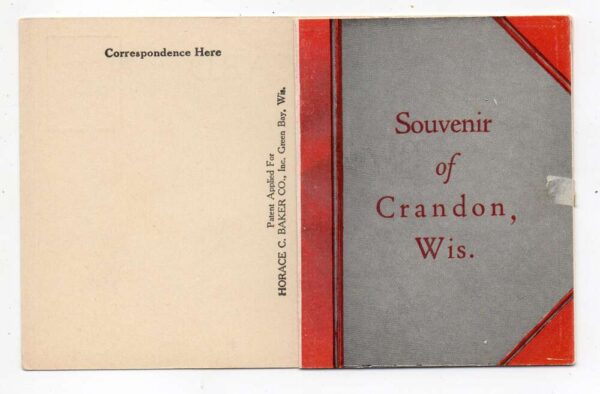 Correspondence Here
Patent Applied For
HORACE C. BAKER CO., Inc. Green Bay, Wis.
Souvenir
of
Crandon,
Wis.